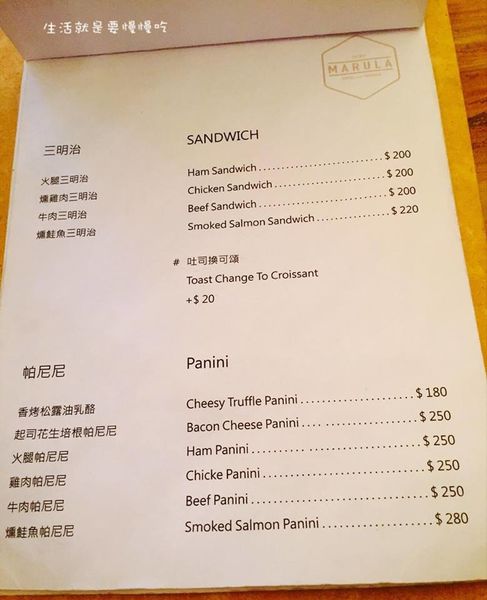 生活就是要慢慢吃
MARULA
三明治 SANDWICH
火腿三明治 Ham Sandwich $ 200
燻雞肉三明治 Chicken Sandwich $ 200
牛肉三明治 Beef Sandwich $ 200
燻鮭魚三明治 Smoked Salmon Sandwich $ 220
# 吐司換可頌
Toast Change To Croissant
+$ 20
帕尼尼 Panini
香烤松露油乳酪 Cheesy Truffle Panini $ 180
起司花生培根帕尼尼 Bacon Cheese Panini $ 250
火腿帕尼尼 Ham Panini $ 250
雞肉帕尼尼 Chicke Panini $ 250
牛肉帕尼尼 Beef Panini $ 250
燻鮭魚帕尼尼 Smoked Salmon Panini $ 280